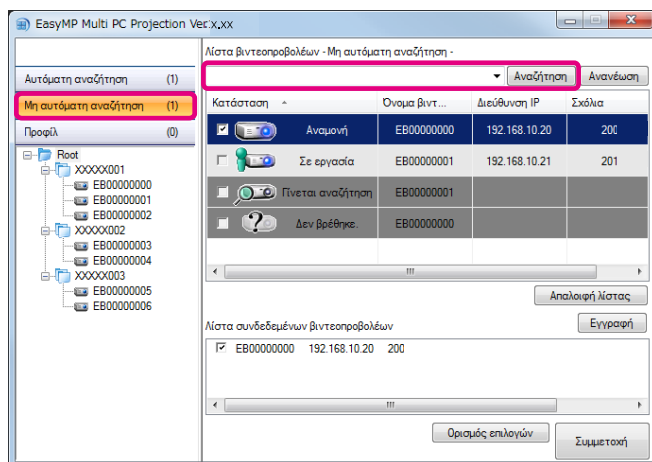 EasyMP Multi PC Projection Ver.x.xx
Λίστα βιντεοπροβολέων - Μη αυτόματη αναζήτηση -
Αναζήτηση Ανανέωση
Αυτόματη αναζήτηση (1)
Μη αυτόματη αναζήτηση (1)
Προφίλ (0)
Root
XXXXX001
EB00000000
EB00000001
EB00000002
XXXXX002
EB00000003
EB00000004
XXXXX003
EB00000005
EB00000006
Κατάσταση Όνομα βιντ... Διεύθυνση IP Σχόλια
Αναμονή EB00000000 192.168.10.20 200
Σε εργασία EB00000001 192.168.10.21 201
Γίνεται αναζήτηση EB00000001
Δεν βρέθηκε. EB00000000
Απαλοιφή λίστας
Λίστα συνδεδεμένων βιντεοπροβολέων
Εγγραφή
EB00000000 192.168.10.20 200
Ορισμός επιλογών
Συμμετοχή